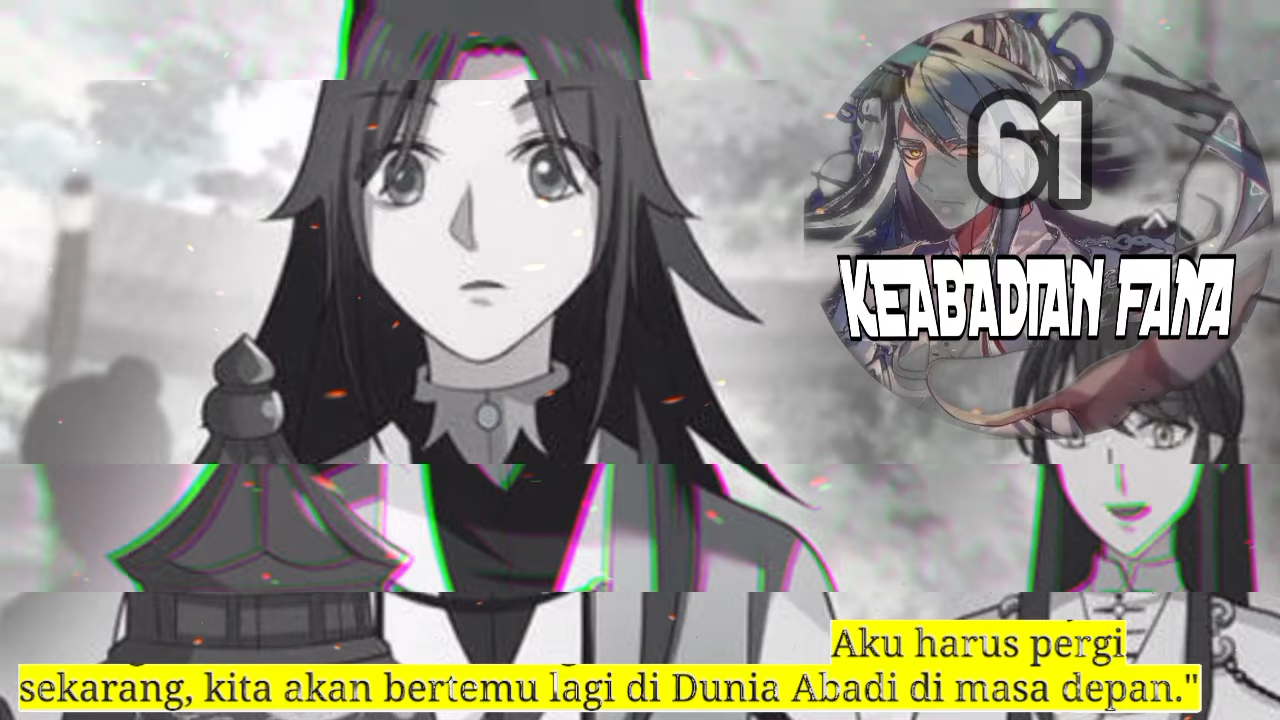 61
KEABADIAN FANA
Aku harus pergi
sekarang, kita akan bertemu lagi di Dunia Abadi di masa depan."